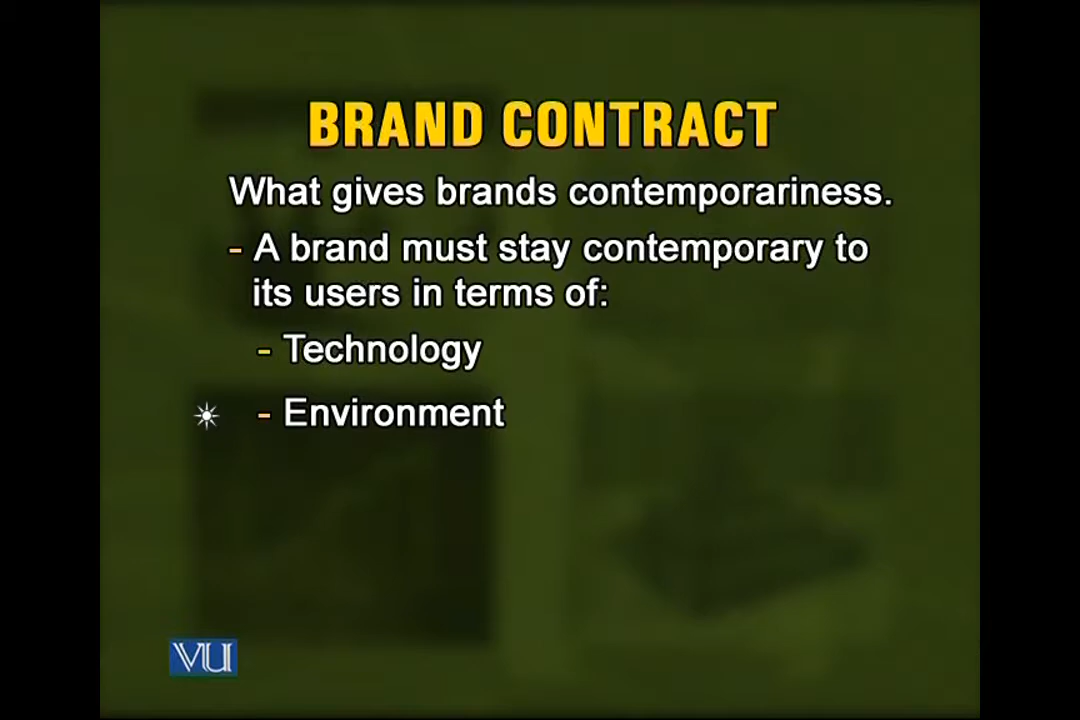 BRAND CONTRACT
What gives brands contemporariness.
- A brand must stay contemporary to
its users in terms of:
- Technology
- Environment
VU